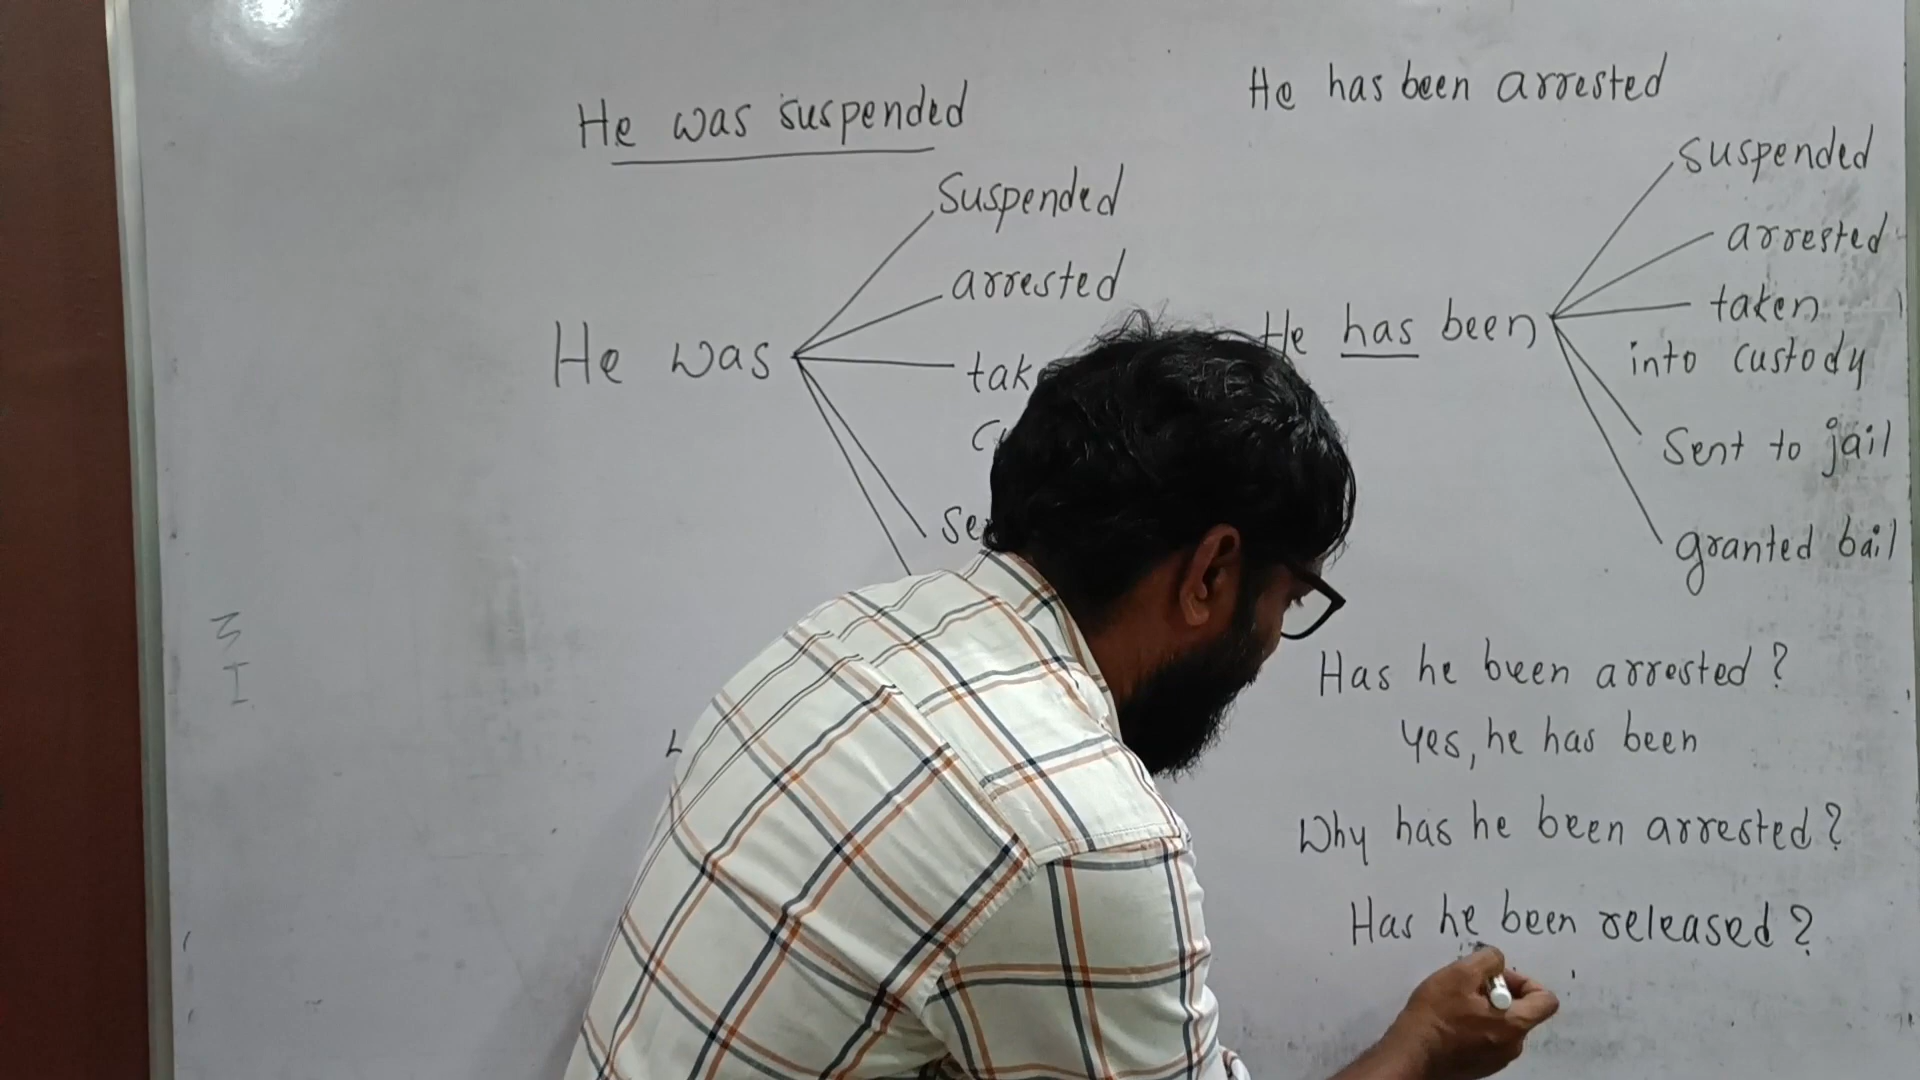 He was suspended
Suspended
arrested
He was
He has been arrested
suspended
arrested
He has been
taken
into custody
Sent to jail
granted bail
Has he been arrested?
Yes, he has been
Why has he been arrested?
Has he been released?